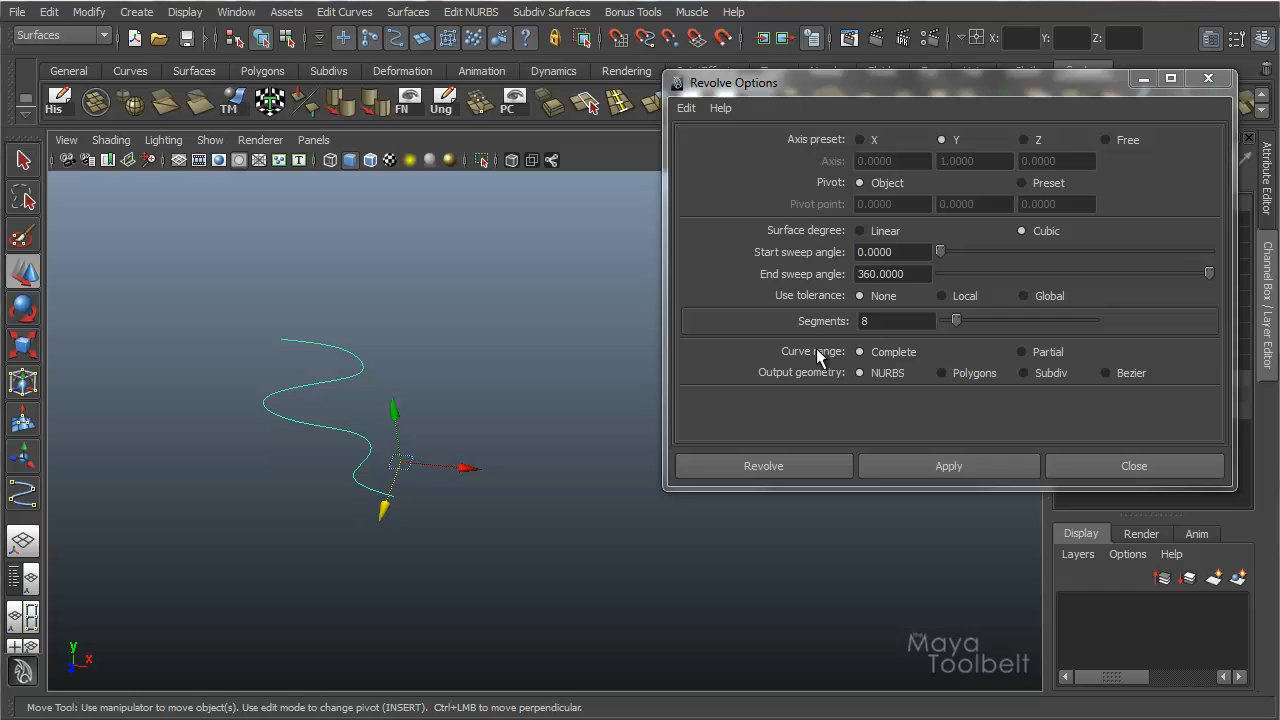 File Edit Modify Create Display Window Assets Edit Curves Surfaces Edit NURBS Subdiv Surfaces Bonus Tools Muscle Help
Surfaces X: Y: Z:
General Curves Surfaces Polygons Subdivs Deformation Animation Dynamics Rendering
His TM FN Ung PC
View Shading Lighting Show Renderer Panels
Revolve Options
Edit Help
Axis preset: X Y Z Free
Axis: 0.0000 1.0000 0.0000
Pivot: Object Preset
Pivot point: 0.0000 0.0000 0.0000
Surface degree: Linear Cubic
Start sweep angle: 0.0000
End sweep angle: 360.0000
Use tolerance: None Local Global
Segments: 8
Curve range: Complete Partial
Output geometry: NURBS Polygons Subdiv Bezier
Revolve Apply Close
Attribute Editor
Channel Box / Layer Editor
Display Render Anim
Layers Options Help
y
x
the
Maya
Toolbelt
Move Tool: Use manipulator to move object(s). Use edit mode to change pivot (INSERT). Ctrl+LMB to move perpendicular.